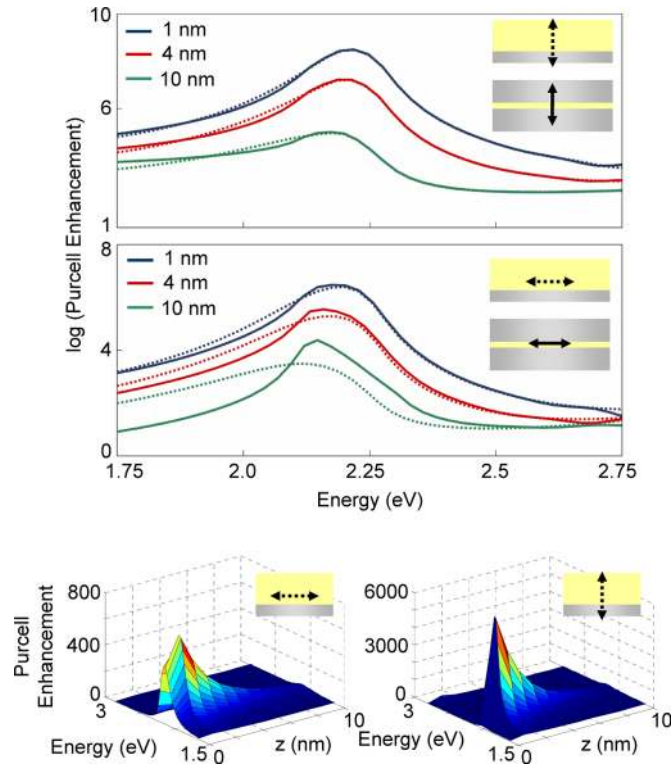 10
1 nm
4 nm
10 nm
6
1
log (Purcell Enhancement)
8
1 nm
4 nm
10 nm
4
0
1.75
2.0
2.25
2.5
2.75
Energy (eV)
Purcell
Enhancement
800
400
0
3
1.5
0
10
Energy (eV)
z (nm)
6000
3000
0
3
1.5
0
10
Energy (eV)
z (nm)